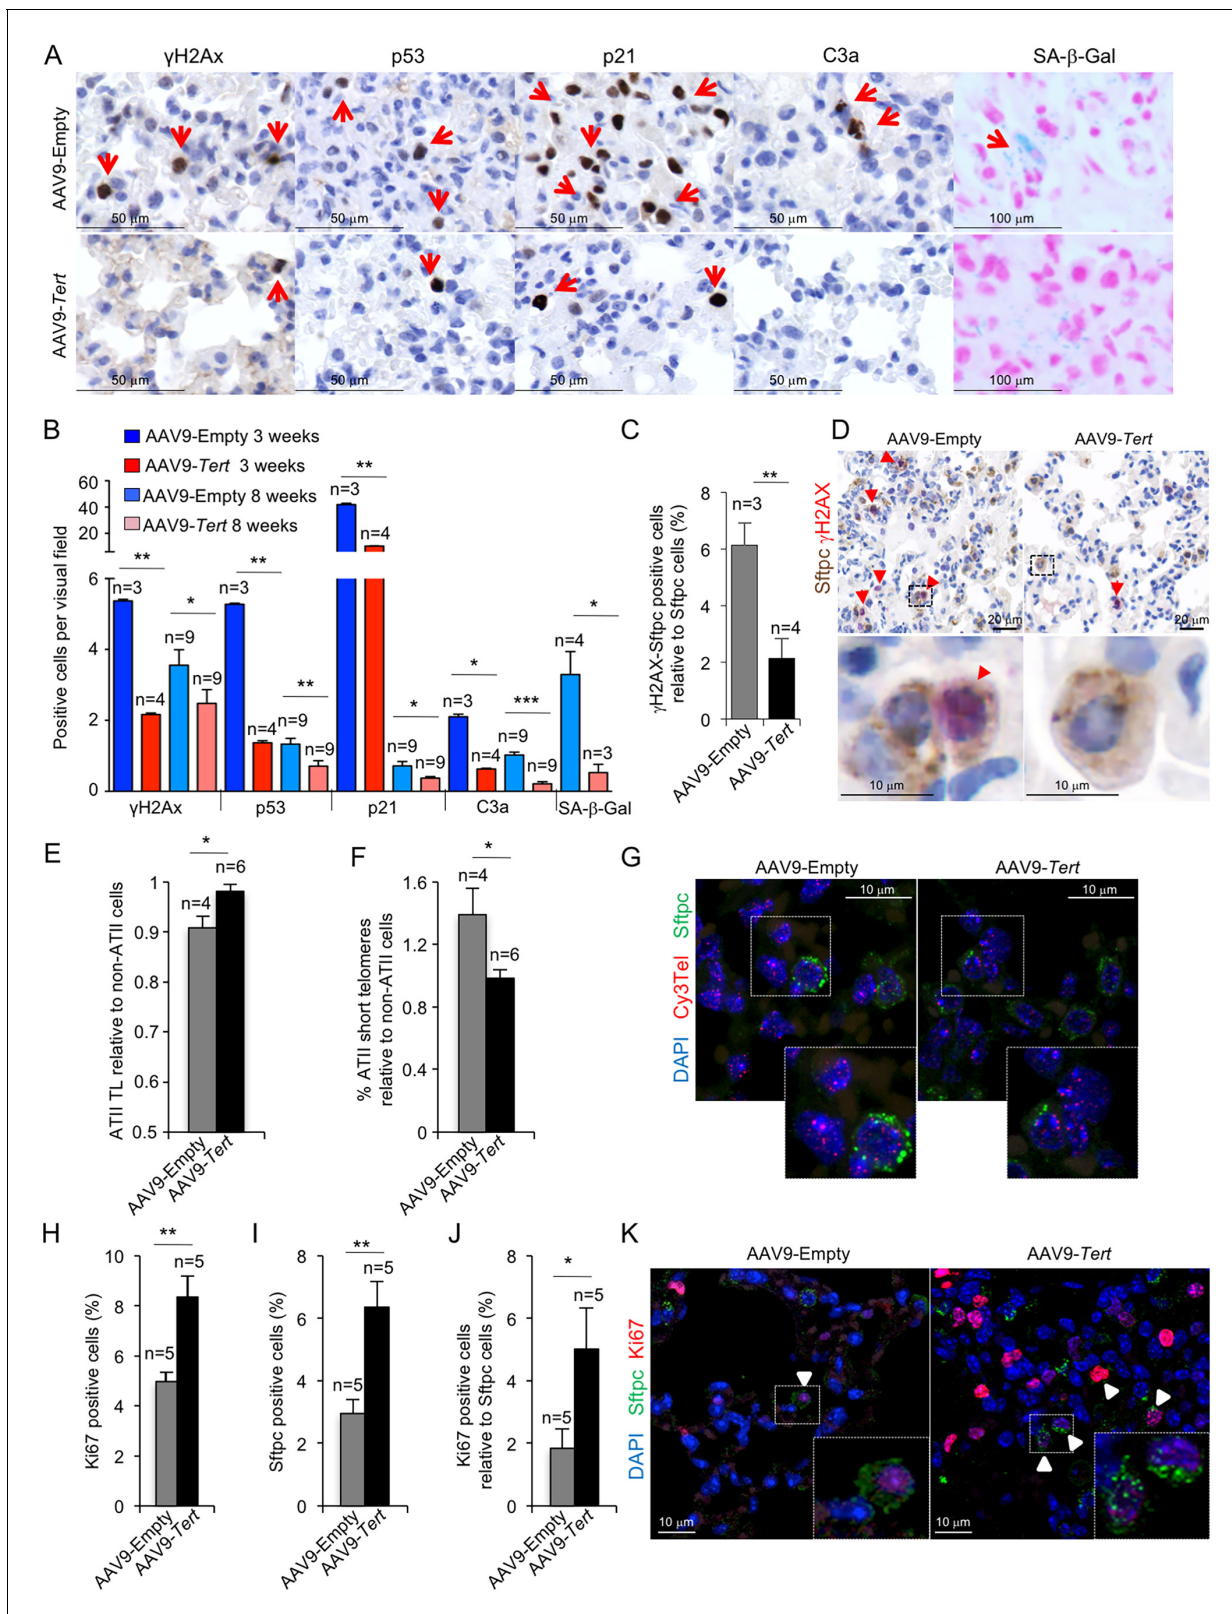 A
γH2Ax p53 p21 C3a SA-β-Gal
AAV9-Empty
50 μm 50 μm 50 μm 50 μm 100 μm
AAV9-Tert
50 μm 50 μm 50 μm 50 μm 100 μm
B
AAV9-Empty 3 weeks
AAV9-Tert 3 weeks
AAV9-Empty 8 weeks
AAV9-Tert 8 weeks
Positive cells per visual field
60
40
20
6
4
2
0
n=3 n=4 n=9 n=9
** *
n=3 n=4 n=9 n=9
** **
n=3 n=4 n=9 n=9
** *
n=3 n=4 n=9 n=9
* ***
n=4 n=3
*
γH2Ax p53 p21 C3a SA-β-Gal
C
γH2AX-Sftpc positive cells
relative to Sftpc cells (%)
8
6
4
2
0
**
n=3
n=4
AAV9-Empty
AAV9-Tert
D
AAV9-Empty AAV9-Tert
Sftpc γH2AX
20 μm 20 μm
10 μm 10 μm
E
ATII TL relative to non-ATII cells
1
0.9
0.8
0.7
0.6
0.5
*
n=4
n=6
AAV9-Empty
AAV9-Tert
F
% ATII short telomeres
relative to non-ATII cells
1.6
1.2
0.8
0.4
0
*
n=4
n=6
AAV9-Empty
AAV9-Tert
G
AAV9-Empty AAV9-Tert
DAPI Cy3Tel Sftpc
10 μm 10 μm
H
Ki67 positive cells (%)
10
8
6
4
2
0
**
n=5
n=5
AAV9-Empty
AAV9-Tert
I
Sftpc positive cells (%)
8
6
4
2
0
**
n=5
n=5
AAV9-Empty
AAV9-Tert
J
Ki67 positive cells
relative to Sftpc cells (%)
8
6
4
2
0
*
n=5
n=5
AAV9-Empty
AAV9-Tert
K
AAV9-Empty AAV9-Tert
DAPI Sftpc Ki67
10 μm 10 μm